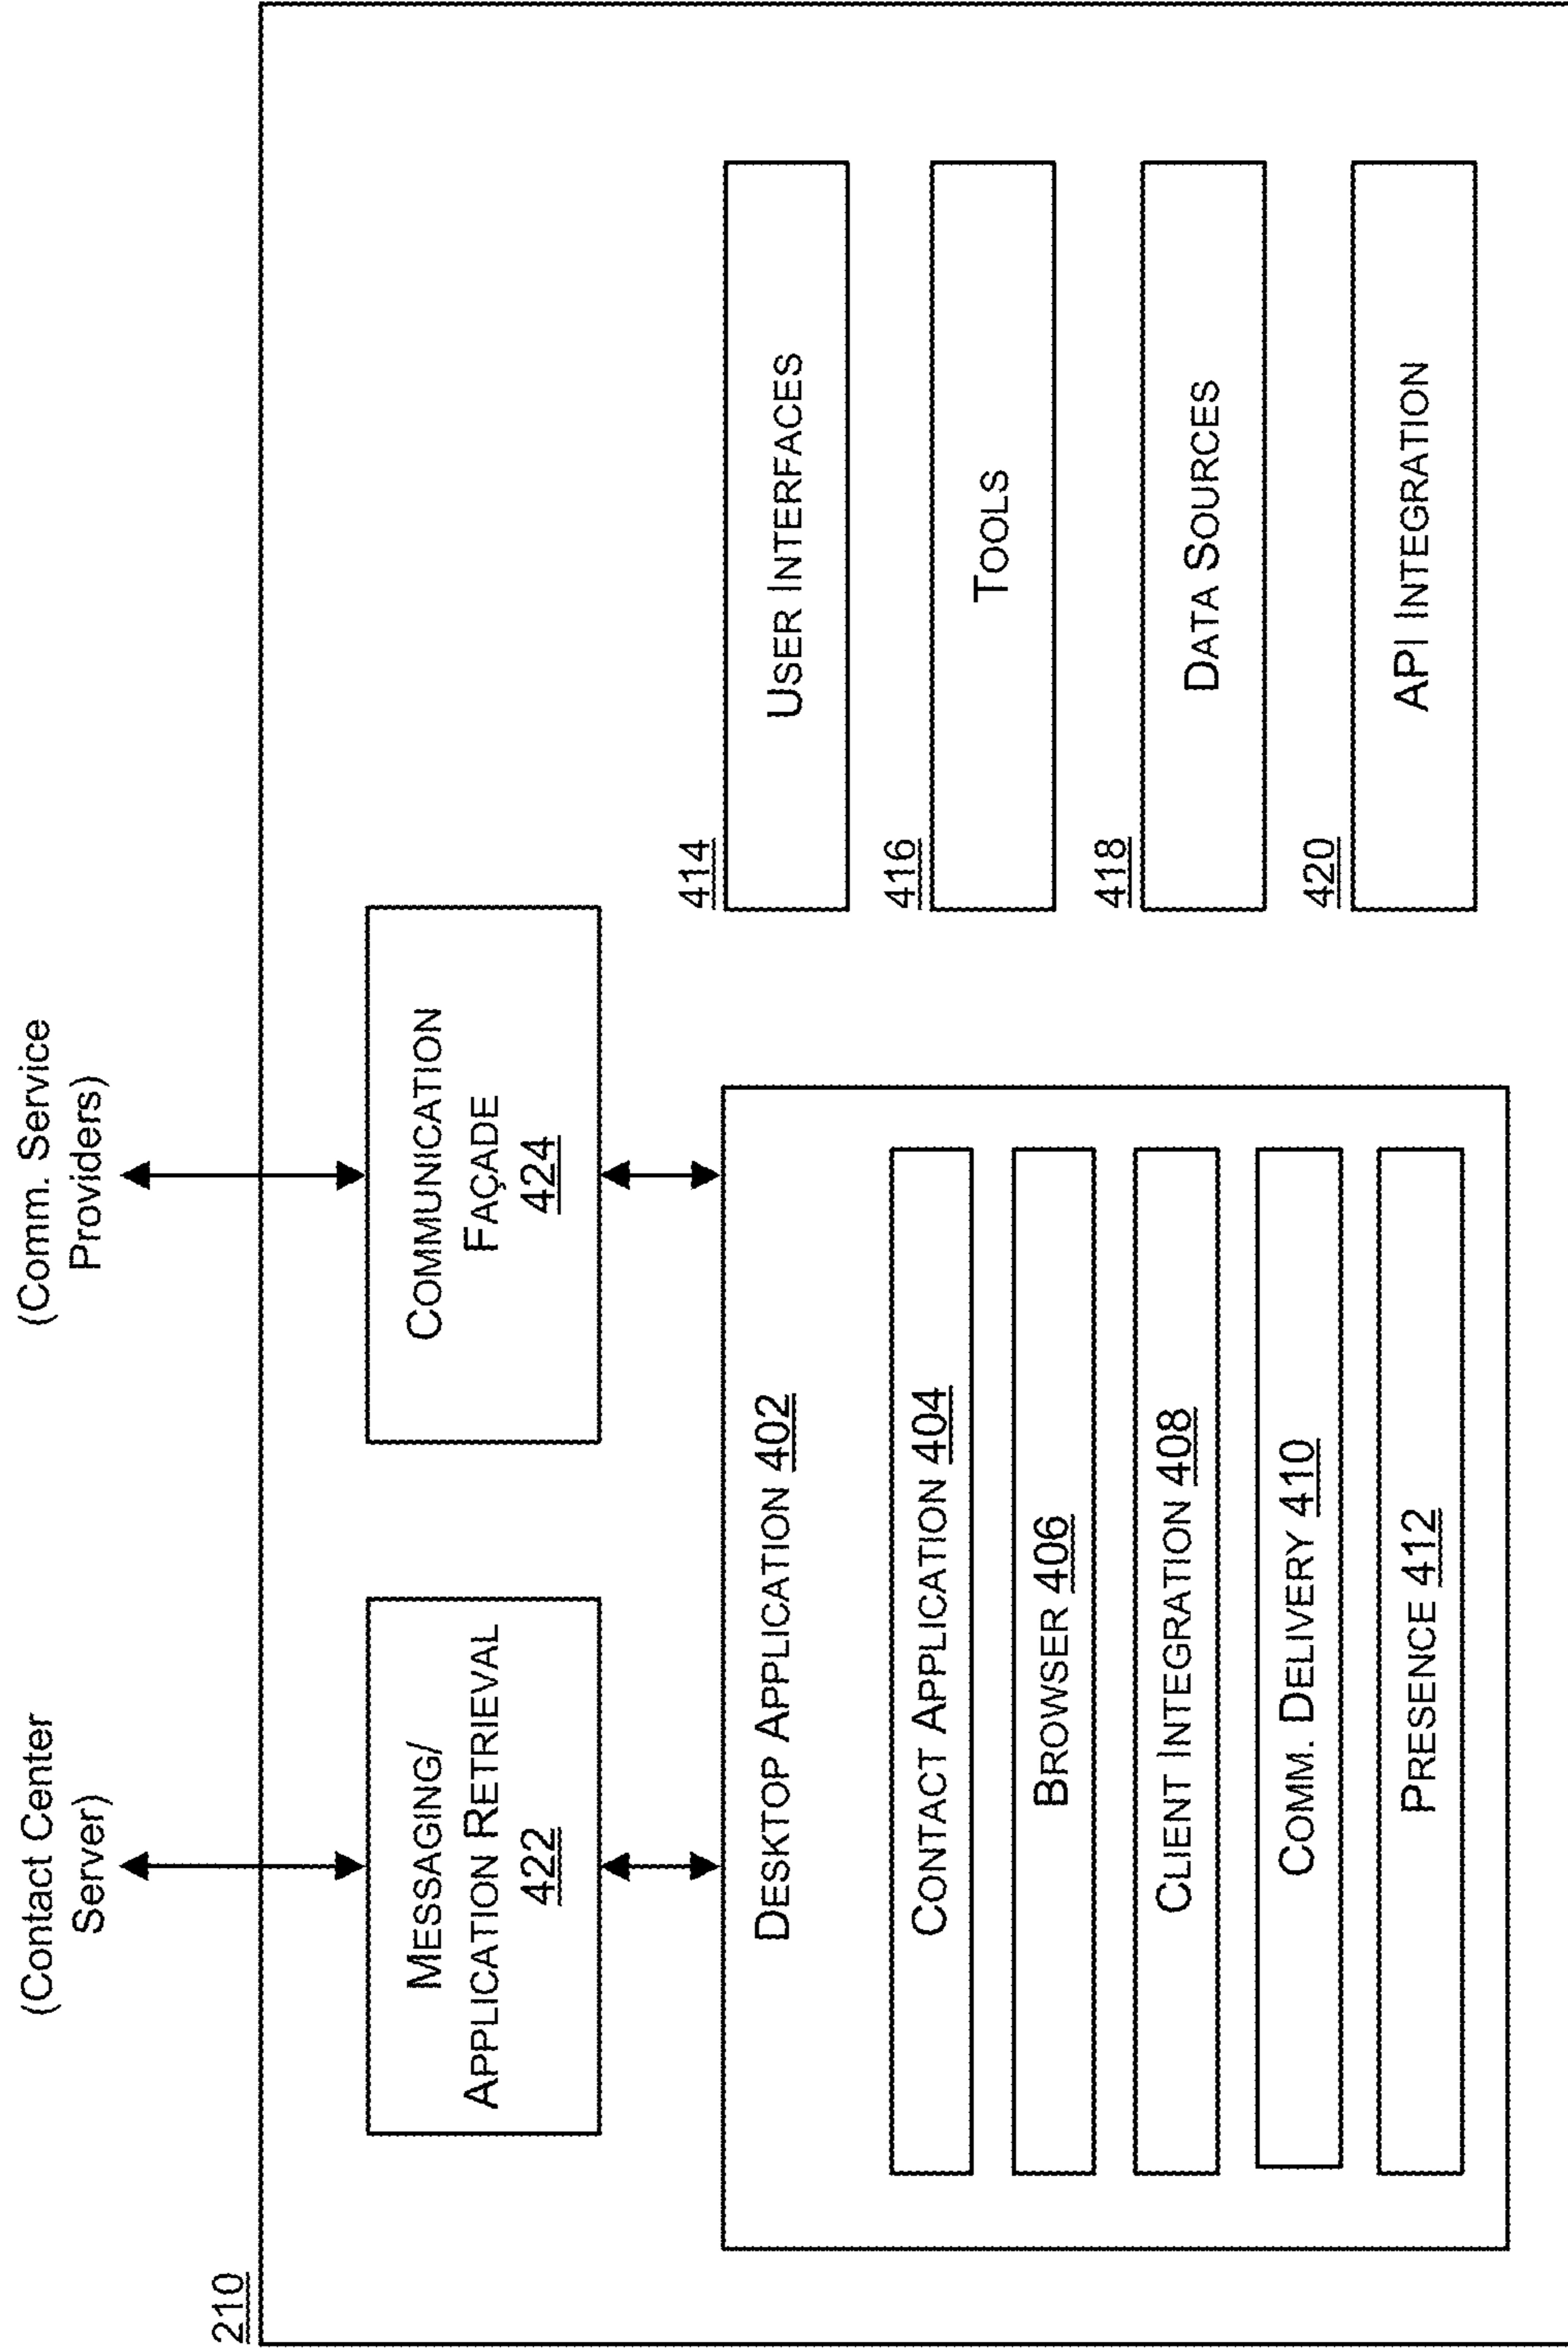 (Contact Center
Server)
(Comm. Service
Providers)
210
MESSAGING/
APPLICATION RETRIEVAL
422
COMMUNICATION
FAÇADE
424
DESKTOP APPLICATION 402
CONTACT APPLICATION 404
BROWSER 406
CLIENT INTEGRATION 408
COMM. DELIVERY 410
PRESENCE 412
414
USER INTERFACES
416
TOOLS
418
DATA SOURCES
420
API INTEGRATION